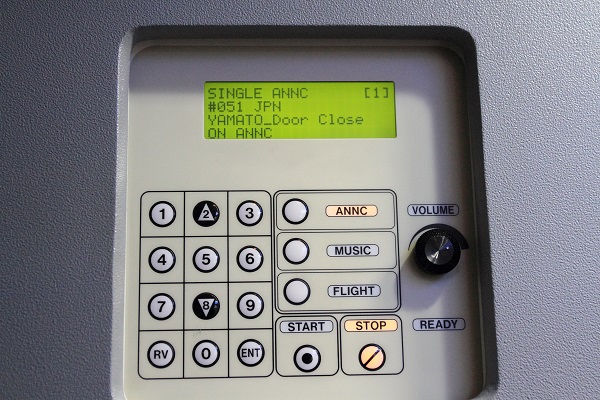 SINGLE ANNC [1]
#051 JPN
YAMATO_Door Close
ON ANNC
1 2 3 ANNC VOLUME
4 5 6 MUSIC
7 8 9 FLIGHT
START STOP READY
RV 0 ENT